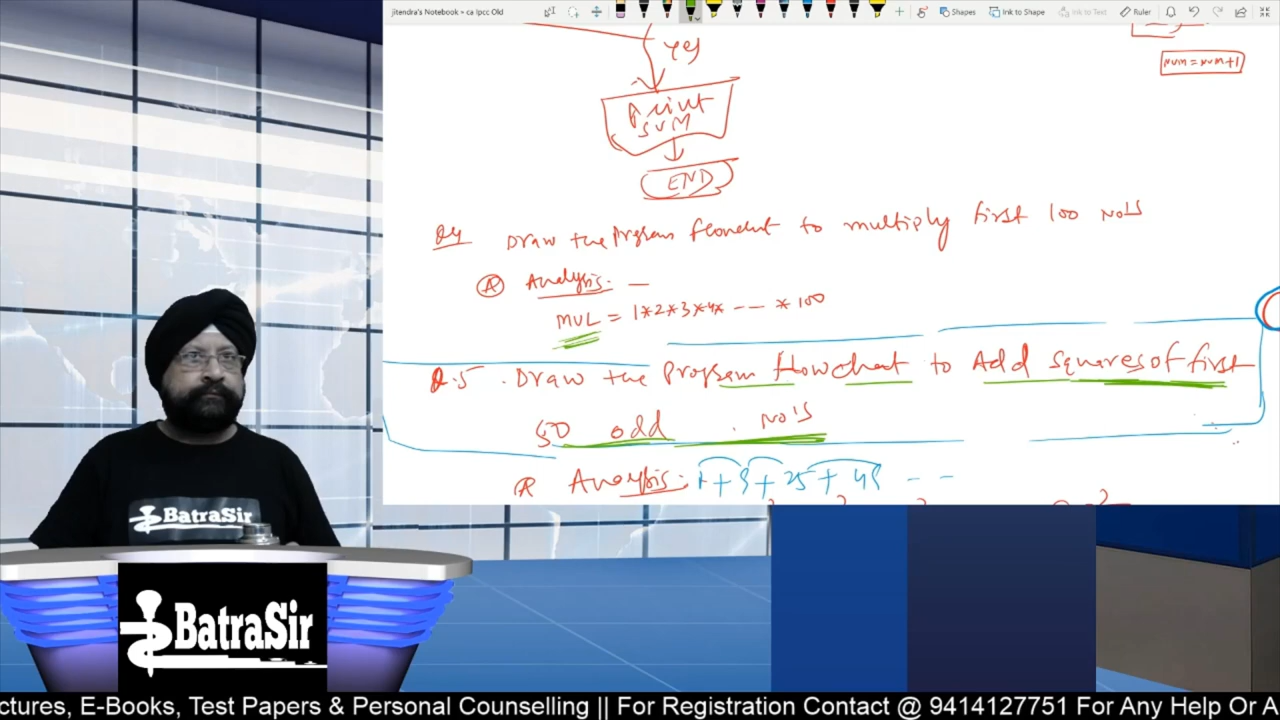 jitendra's Notebook > ca Ipcc Old
Shapes Ink to Shape Ink to Text Ruler
yes
NUM = NUM+1
print
SUM
END
Q4 Draw the Program flowchart to multiply first 100 No's
A Analysis. —
MUL = 1*2*3*4* --- * 100
Q.5. Draw the Program flowchart to Add squares of first
50 odd No's
A Analysis: 1+9+25+49 - -
BatraSir
BatraSir
ctures, E-Books, Test Papers & Personal Counselling || For Registration Contact @ 9414127751 For Any Help Or A